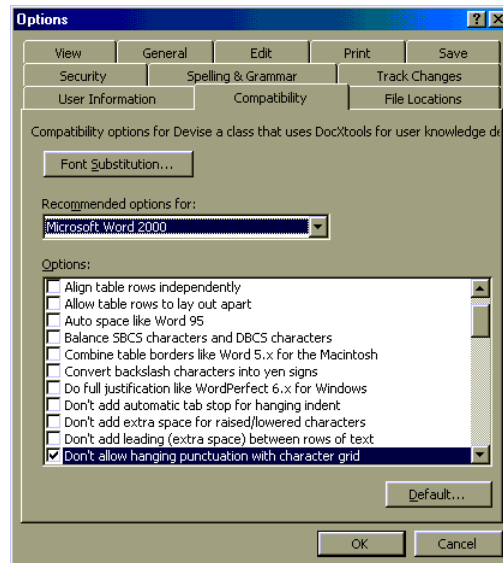 Options
View General Edit Print Save
Security Spelling & Grammar Track Changes
User Information Compatibility File Locations
Compatibility options for Devise a class that uses DocXtools for user knowledge de
Font Substitution...
Recommended options for:
Microsoft Word 2000
Options:
Align table rows independently
Allow table rows to lay out apart
Auto space like Word 95
Balance SBCS characters and DBCS characters
Combine table borders like Word 5.x for the Macintosh
Convert backslash characters into yen signs
Do full justification like WordPerfect 6.x for Windows
Don't add automatic tab stop for hanging indent
Don't add extra space for raised/lowered characters
Don't add leading (extra space) between rows of text
Don't allow hanging punctuation with character grid
Default...
OK Cancel